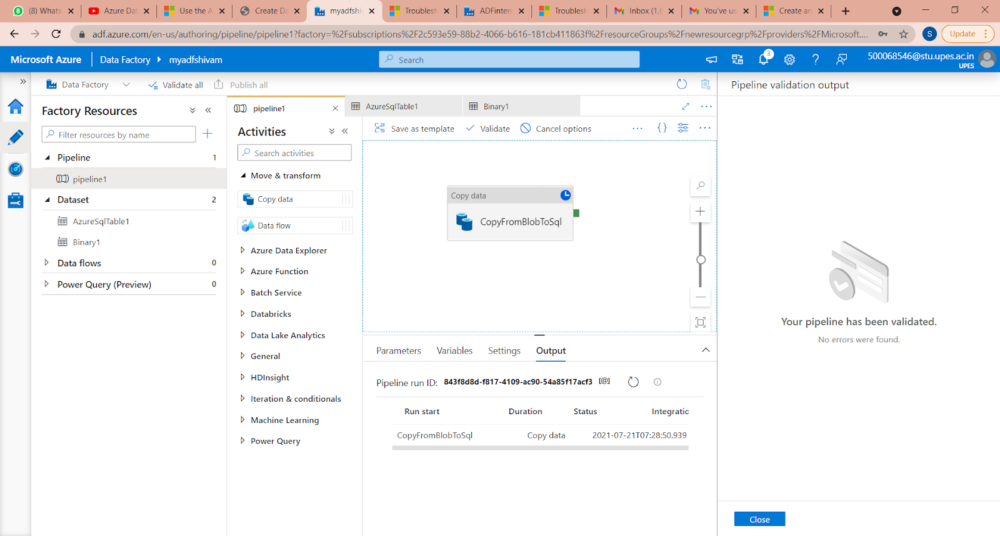 (8) Whats
Azure Dat
Use the A
Create Da
myadfshiv
Troublesh
ADFintern
Troublesh
Inbox (1,6
You've us
Create an
adf.azure.com/en-us/authoring/pipeline/pipeline1?factory=%2Fsubscriptions%2F2c593e59-88b2-4066-b616-181cb411863f%2FresourceGroups%2Fnewresourcegrp%2Fproviders%2FMicrosoft....
S
Update
Microsoft Azure
Data Factory
myadfshivam
Search
3
?
500068546@stu.upes.ac.in
UPES
Data Factory
Validate all
Publish all
Factory Resources
Filter resources by name
Pipeline 1
pipeline1
Dataset 2
AzureSqlTable1
Binary1
Data flows 0
Power Query (Preview) 0
pipeline1
AzureSqlTable1
Binary1
Activities
Search activities
Move & transform
Copy data
Data flow
Azure Data Explorer
Azure Function
Batch Service
Databricks
Data Lake Analytics
General
HDInsight
Iteration & conditionals
Machine Learning
Power Query
Save as template
Validate
Cancel options
{}
Copy data
CopyFromBlobToSql
Parameters
Variables
Settings
Output
Pipeline run ID: 843f8d8d-f817-4109-ac90-54a85f17acf3 [@]
Run start Duration Status Integratio
CopyFromBlobToSql Copy data 2021-07-21T07:28:50.939
Pipeline validation output
Your pipeline has been validated.
No errors were found.
Close